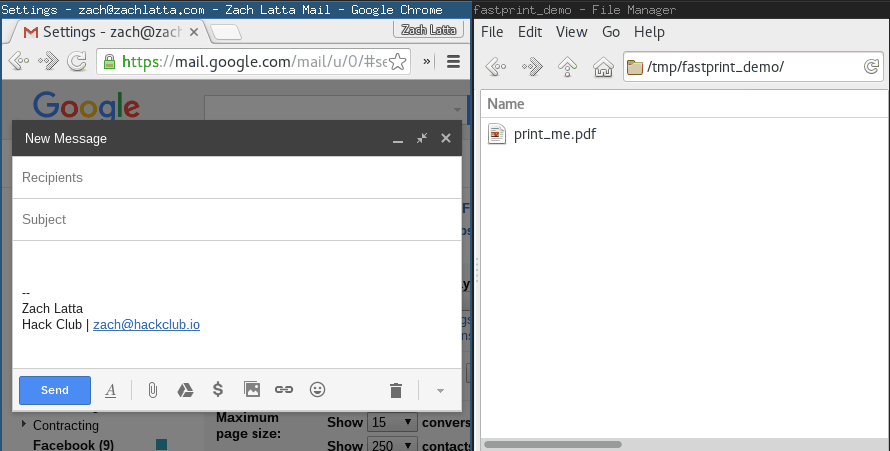 Settings - zach@zachlatta.com - Zach Latta Mail - Google Chrome
Settings - zach@zach
Zach Latta
https://mail.google.com/mail/u/0/#se
»
Google
New Message
Recipients
Subject
--
Zach Latta
Hack Club | zach@hackclub.io
Send
A
$
Contracting
Facebook (9)
Maximum
page size:
Show 15 convers
Show 250 contacts
fastprint_demo - File Manager
File Edit View Go Help
/tmp/fastprint_demo/
Name
print_me.pdf